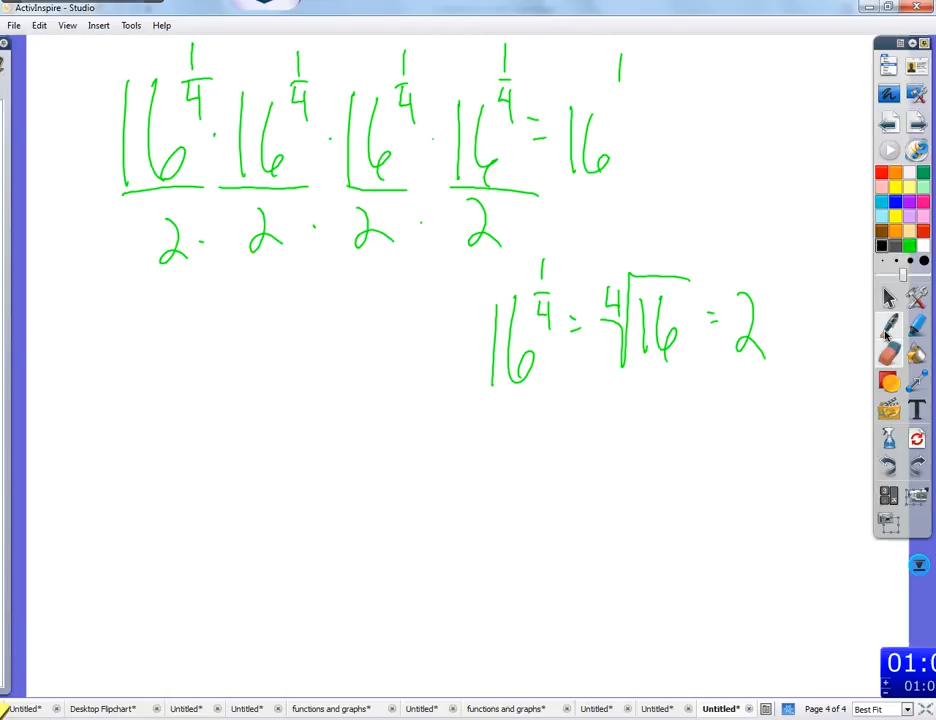 ActivInspire - Studio
File Edit View Insert Tools Help
16^(1/4) · 16^(1/4) · 16^(1/4) · 16^(1/4) = 16^1
2 · 2 · 2 · 2
16^(1/4) = ∜16 = 2
T
01:0
01:0
Untitled* Desktop Flipchart* Untitled* Untitled* functions and graphs* Untitled* functions and graphs* Untitled* Untitled* Untitled* Page 4 of 4 Best Fit